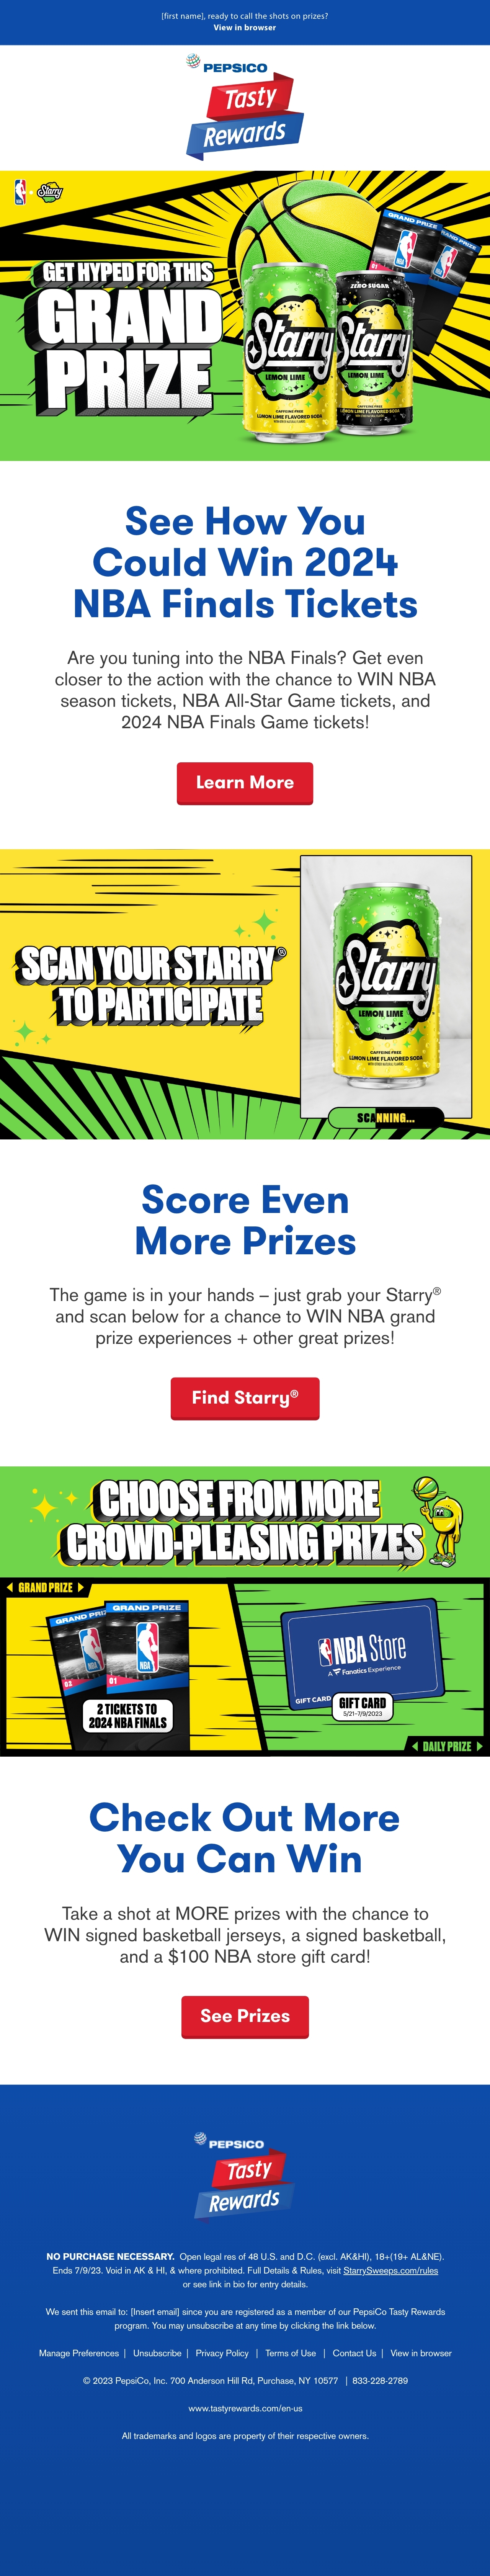 [first name], ready to call the shots on prizes?
View in browser
PEPSICO
Tasty
Rewards
NBA
Starry
GET HYPED FOR THIS
GRAND
PRIZE
GRAND PRIZE
GRAND PRIZE
NBA
NBA
01
ZERO SUGAR
Starry
Starry
LEMON LIME
LEMON LIME
CAFFEINE FREE
LEMON LIME FLAVORED SODA
CAFFEINE FREE
LEMON LIME FLAVORED SODA
See How You
Could Win 2024
NBA Finals Tickets
Are you tuning into the NBA Finals? Get even
closer to the action with the chance to WIN NBA
season tickets, NBA All-Star Game tickets, and
2024 NBA Finals Game tickets!
Learn More
SCAN YOUR STARRY®
TO PARTICIPATE
Starry
LEMON LIME
CAFFEINE FREE
LEMON LIME FLAVORED SODA
WITH OTHER NATURAL FLAVORS
SCANNING...
Score Even
More Prizes
The game is in your hands – just grab your Starry®
and scan below for a chance to WIN NBA grand
prize experiences + other great prizes!
Find Starry®
CHOOSE FROM MORE
CROWD-PLEASING PRIZES
GRAND PRIZE
GRAND PRIZE
NBA
03
GRAND PRIZE
NBA
01
2 TICKETS TO
2024 NBA FINALS
NBA Store
A Fanatics Experience
GIFT CARD
GIFT CARD
5/21–7/9/2023
DAILY PRIZE
Check Out More
You Can Win
Take a shot at MORE prizes with the chance to
WIN signed basketball jerseys, a signed basketball,
and a $100 NBA store gift card!
See Prizes
PEPSICO
Tasty
Rewards
NO PURCHASE NECESSARY. Open legal res of 48 U.S. and D.C. (excl. AK&HI), 18+(19+ AL&NE).
Ends 7/9/23. Void in AK & HI, & where prohibited. Full Details & Rules, visit StarrySweeps.com/rules
or see link in bio for entry details.
We sent this email to: [Insert email] since you are registered as a member of our PepsiCo Tasty Rewards
program. You may unsubscribe at any time by clicking the link below.
Manage Preferences | Unsubscribe | Privacy Policy | Terms of Use | Contact Us | View in browser
© 2023 PepsiCo, Inc. 700 Anderson Hill Rd, Purchase, NY 10577 | 833-228-2789
www.tastyrewards.com/en-us
All trademarks and logos are property of their respective owners.